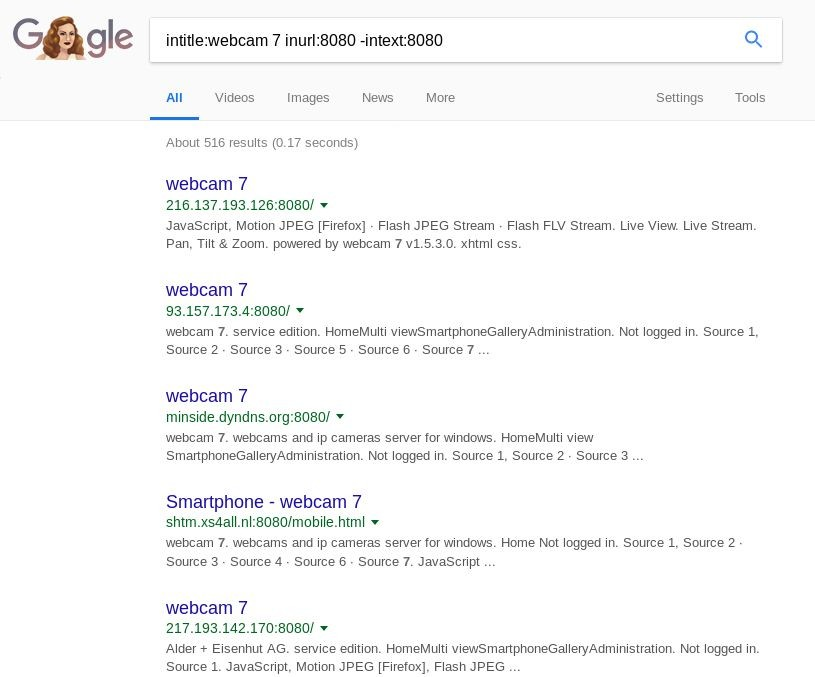 Google
intitle:webcam 7 inurl:8080 -intext:8080
All Videos Images News More Settings Tools
About 516 results (0.17 seconds)
webcam 7
216.137.193.126:8080/
JavaScript, Motion JPEG [Firefox] · Flash JPEG Stream · Flash FLV Stream. Live View. Live Stream.
Pan, Tilt & Zoom. powered by webcam 7 v1.5.3.0. xhtml css.
webcam 7
93.157.173.4:8080/
webcam 7. service edition. HomeMulti viewSmartphoneGalleryAdministration. Not logged in. Source 1,
Source 2 · Source 3 · Source 5 · Source 6 · Source 7 ...
webcam 7
minside.dyndns.org:8080/
webcam 7. webcams and ip cameras server for windows. HomeMulti view
SmartphoneGalleryAdministration. Not logged in. Source 1, Source 2 · Source 3 ...
Smartphone - webcam 7
shtm.xs4all.nl:8080/mobile.html
webcam 7. webcams and ip cameras server for windows. Home Not logged in. Source 1, Source 2 ·
Source 3 · Source 4 · Source 6 · Source 7. JavaScript ...
webcam 7
217.193.142.170:8080/
Alder + Eisenhut AG. service edition. HomeMulti viewSmartphoneGalleryAdministration. Not logged in.
Source 1. JavaScript, Motion JPEG [Firefox], Flash JPEG ...